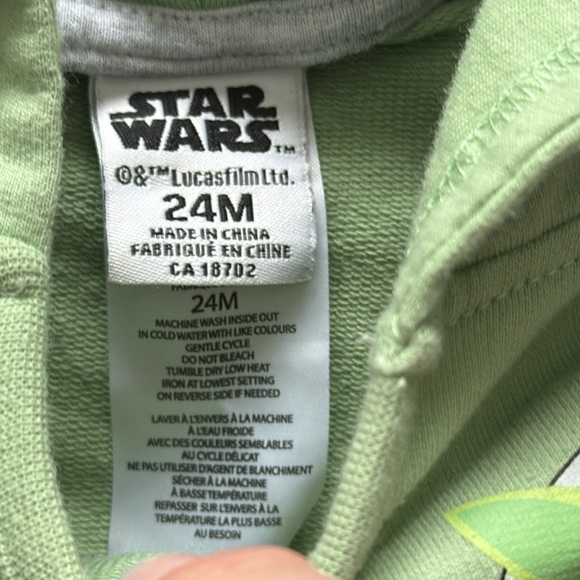 STAR
WARS™
©&™ Lucasfilm Ltd.
24M
MADE IN CHINA
FABRIQUÉ EN CHINE
CA 18702
24M
MACHINE WASH INSIDE OUT
IN COLD WATER WITH LIKE COLOURS
GENTLE CYCLE
DO NOT BLEACH
TUMBLE DRY LOW HEAT
IRON AT LOWEST SETTING
ON REVERSE SIDE IF NEEDED
LAVER À L'ENVERS À LA MACHINE
À L'EAU FROIDE
AVEC DES COULEURS SEMBLABLES
AU CYCLE DÉLICAT
NE PAS UTILISER D'AGENT DE BLANCHIMENT
SÉCHER À LA MACHINE
À BASSE TEMPÉRATURE
REPASSER SUR L'ENVERS À LA
TEMPÉRATURE LA PLUS BASSE
AU BESOIN